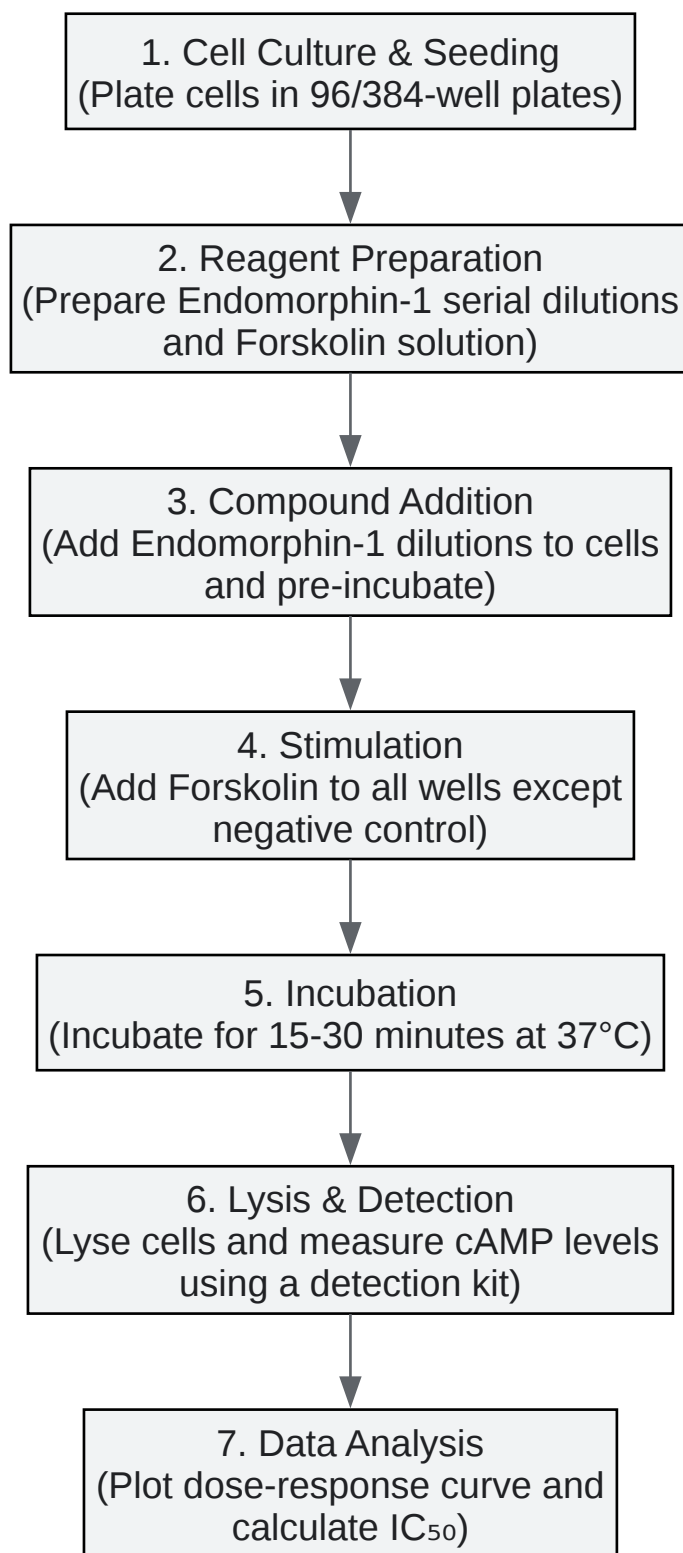 1. Cell Culture & Seeding
(Plate cells in 96/384-well plates)
2. Reagent Preparation
(Prepare Endomorphin-1 serial dilutions
and Forskolin solution)
3. Compound Addition
(Add Endomorphin-1 dilutions to cells
and pre-incubate)
4. Stimulation
(Add Forskolin to all wells except
negative control)
5. Incubation
(Incubate for 15-30 minutes at 37°C)
6. Lysis & Detection
(Lyse cells and measure cAMP levels
using a detection kit)
7. Data Analysis
(Plot dose-response curve and
calculate IC₅₀)